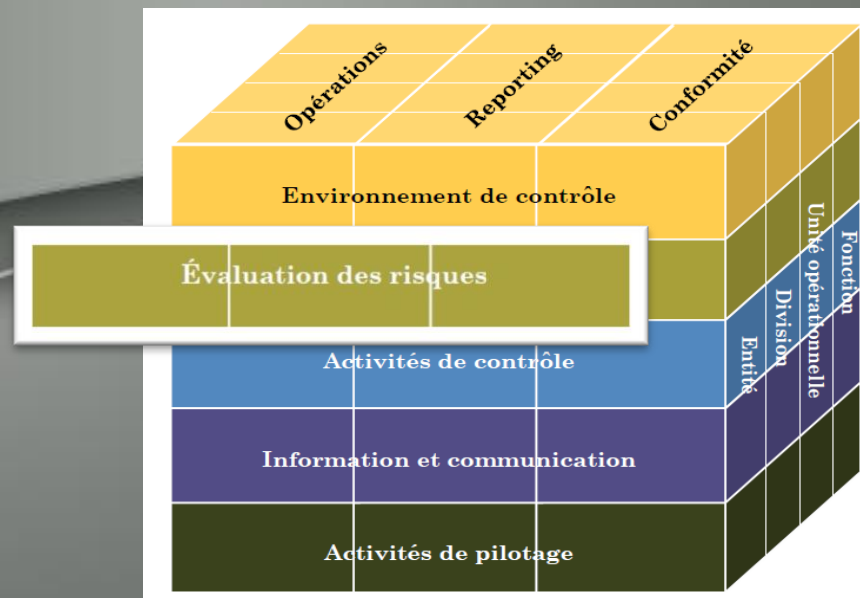 Opérations
Reporting
Conformité
Environnement de contrôle
Évaluation des risques
Activités de contrôle
Information et communication
Activités de pilotage
Entité
Division
Unité opérationnelle
Fonction